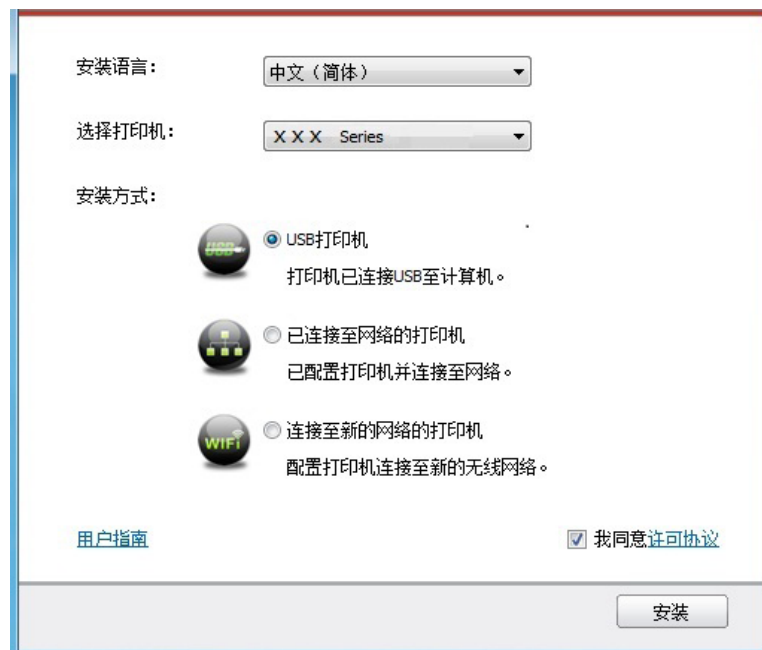 安装语言：
中文（简体）
选择打印机：
X X X Series
安装方式：
USB
USB打印机
打印机已连接USB至计算机。
已连接至网络的打印机
已配置打印机并连接至网络。
WiFi
连接至新的网络的打印机
配置打印机连接至新的无线网络。
用户指南
我同意许可协议
安装